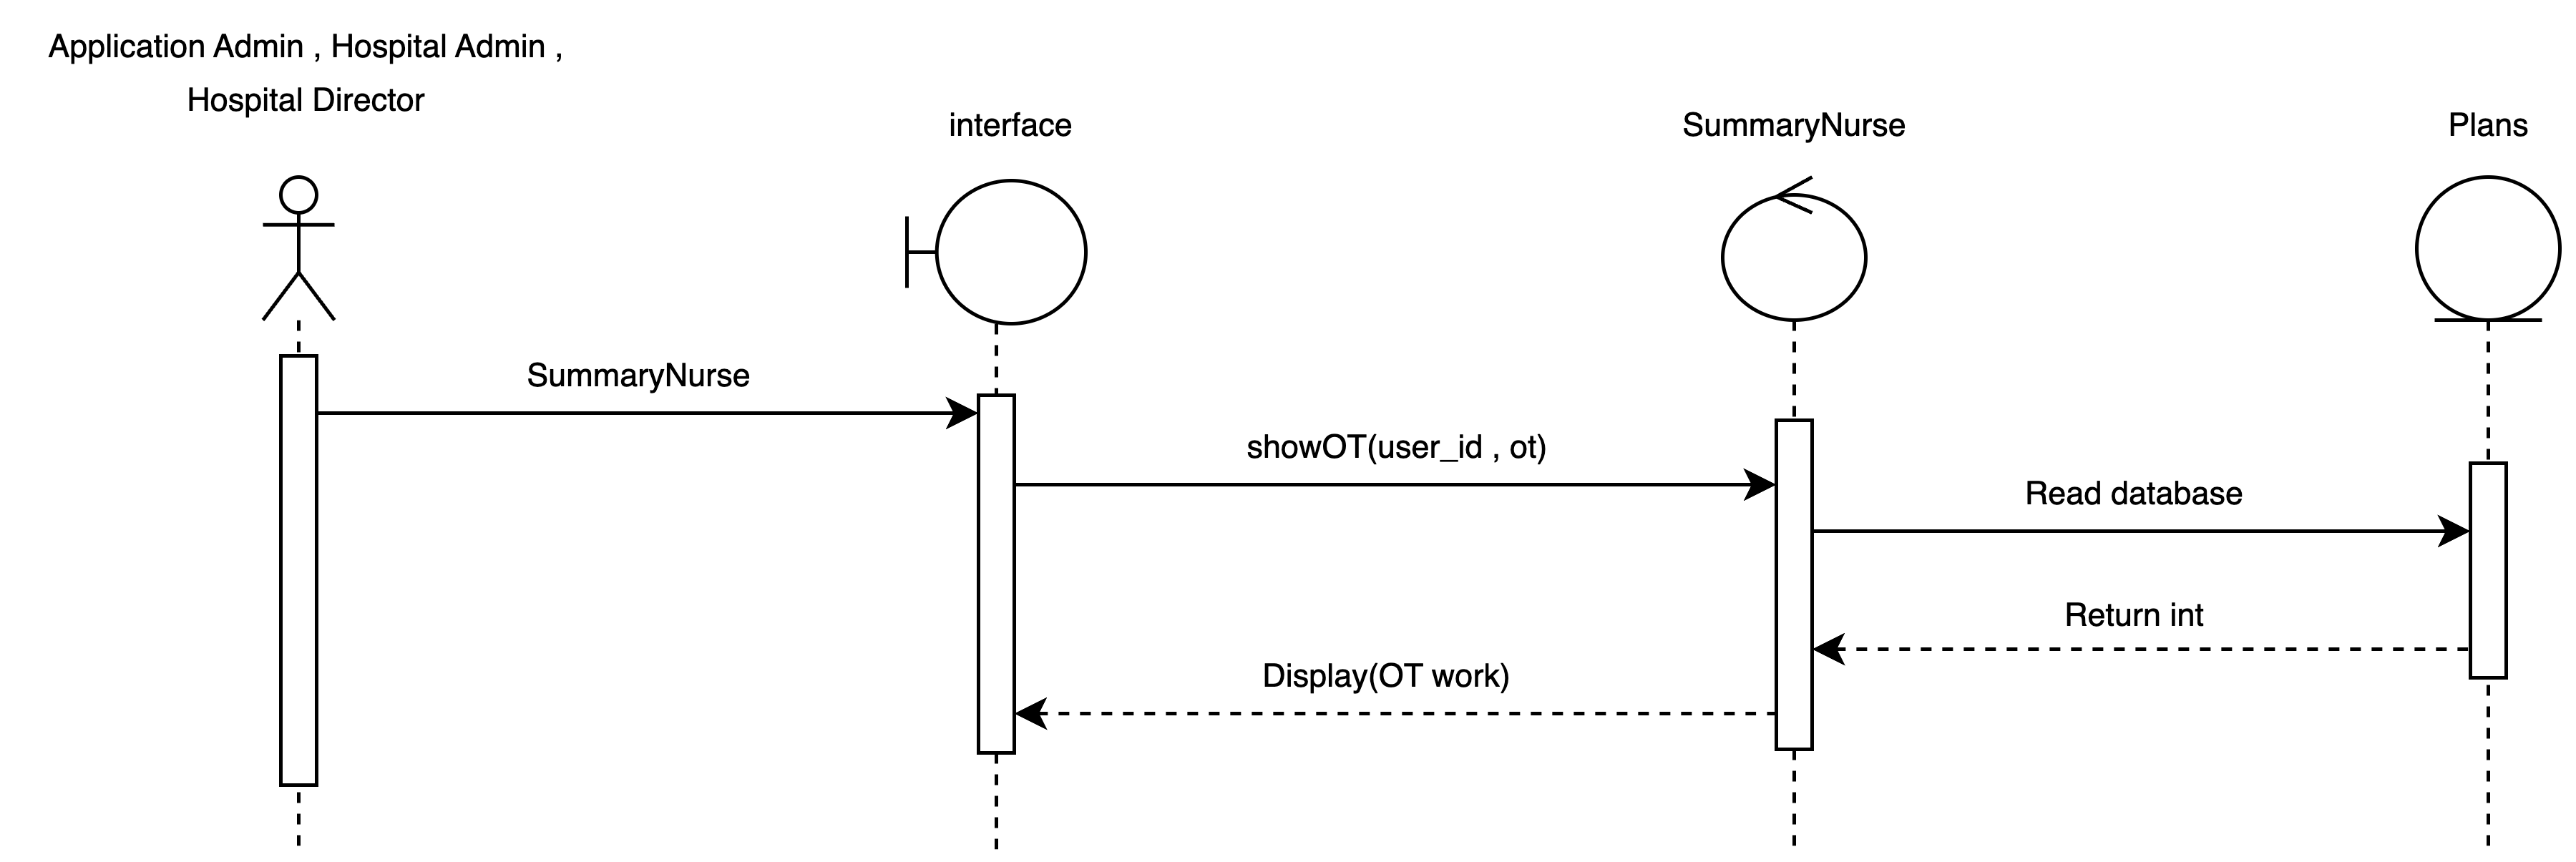 Application Admin , Hospital Admin ,
Hospital Director
interface
SummaryNurse
Plans
SummaryNurse
showOT(user_id , ot)
Read database
Return int
Display(OT work)